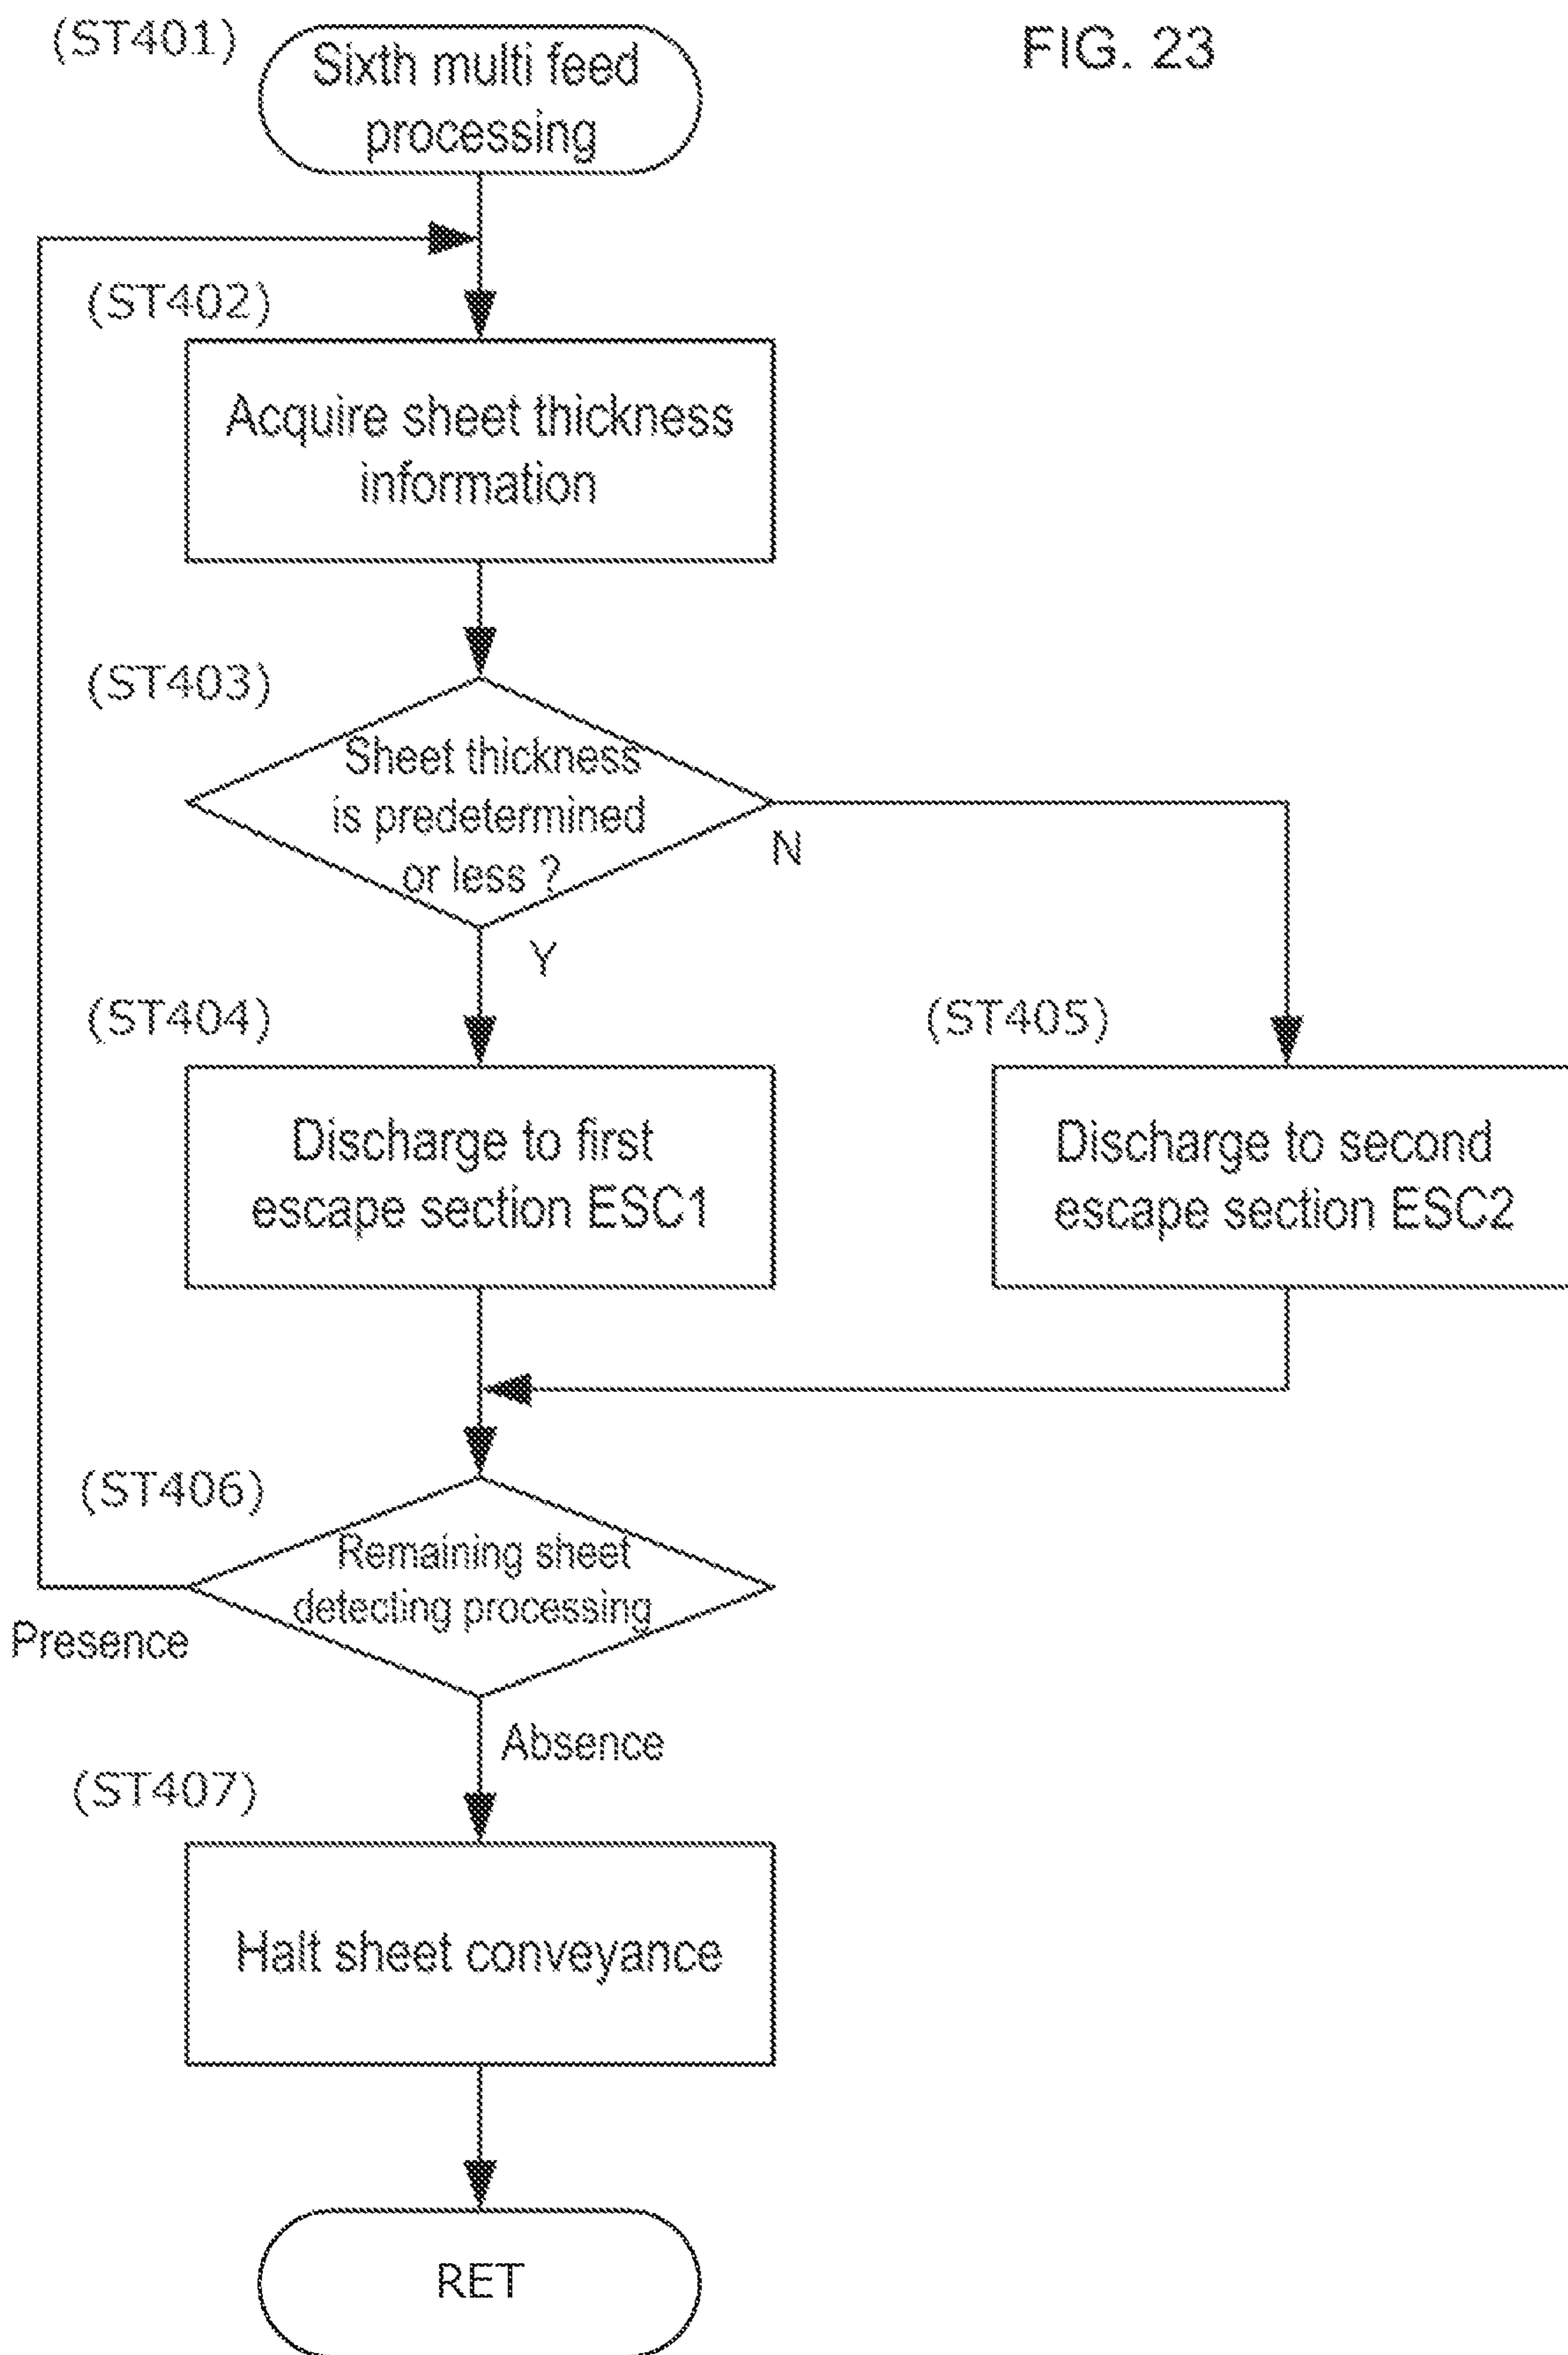 (ST401)
FIG. 23
Sixth multi feed
processing
(ST402)
Acquire sheet thickness
information
(ST403)
Sheet thickness
is predetermined
or less ?
N
Y
(ST404)
(ST405)
Discharge to first
escape section ESC1
Discharge to second
escape section ESC2
(ST406)
Remaining sheet
detecting processing
Presence
Absence
(ST407)
Halt sheet conveyance
RET